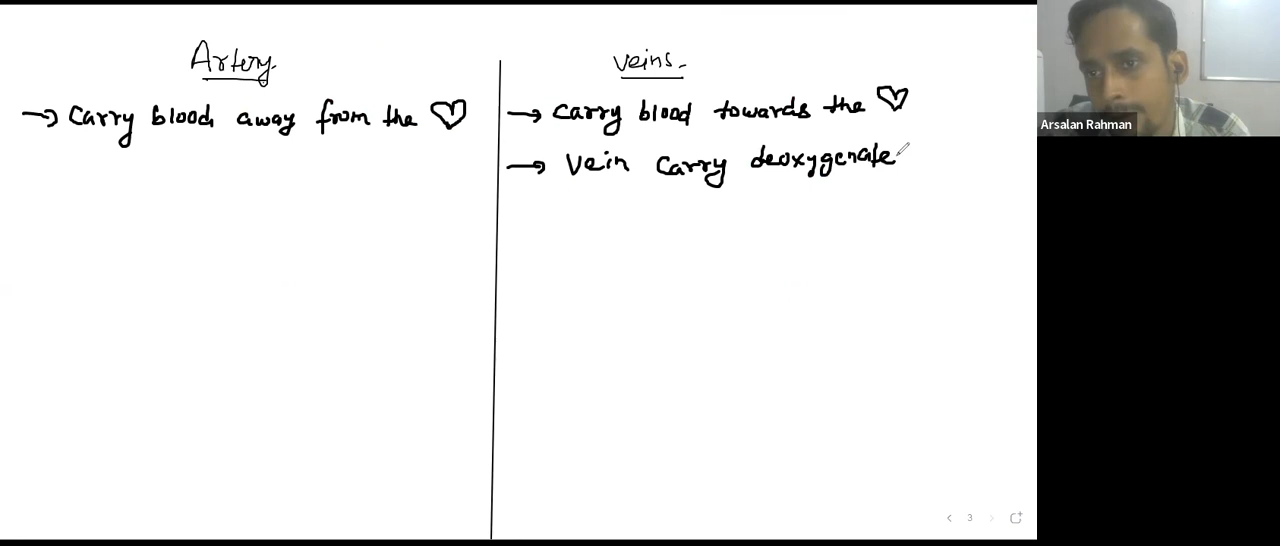 Artery.
→ Carry blood away from the ♡
Veins.
→ Carry blood towards the ♡
→ Vein Carry deoxygenate
Arsalan Rahman
3